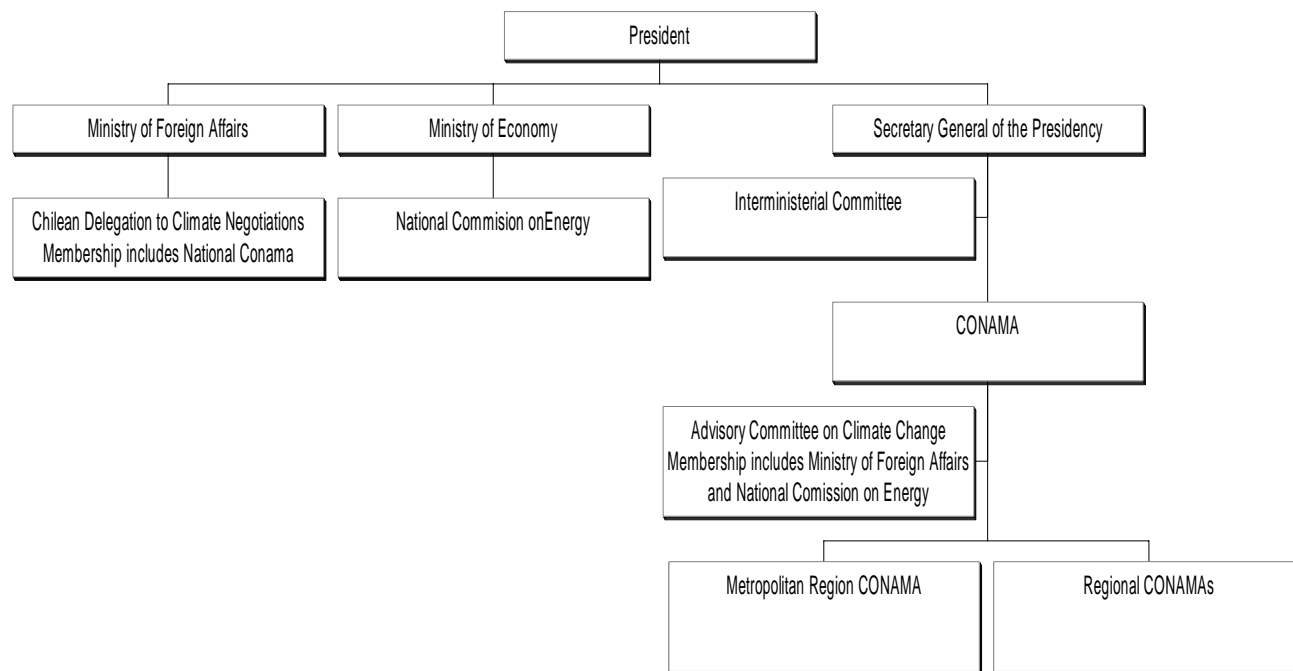 President
Ministry of Foreign Affairs
Ministry of Economy
Secretary General of the Presidency
Chilean Delegation to Climate Negotiations
Membership includes National Conama
National Commision onEnergy
Interministerial Committee
CONAMA
Advisory Committee on Climate Change
Membership includes Ministry of Foreign Affairs
and National Comission on Energy
Metropolitan Region CONAMA
Regional CONAMAs